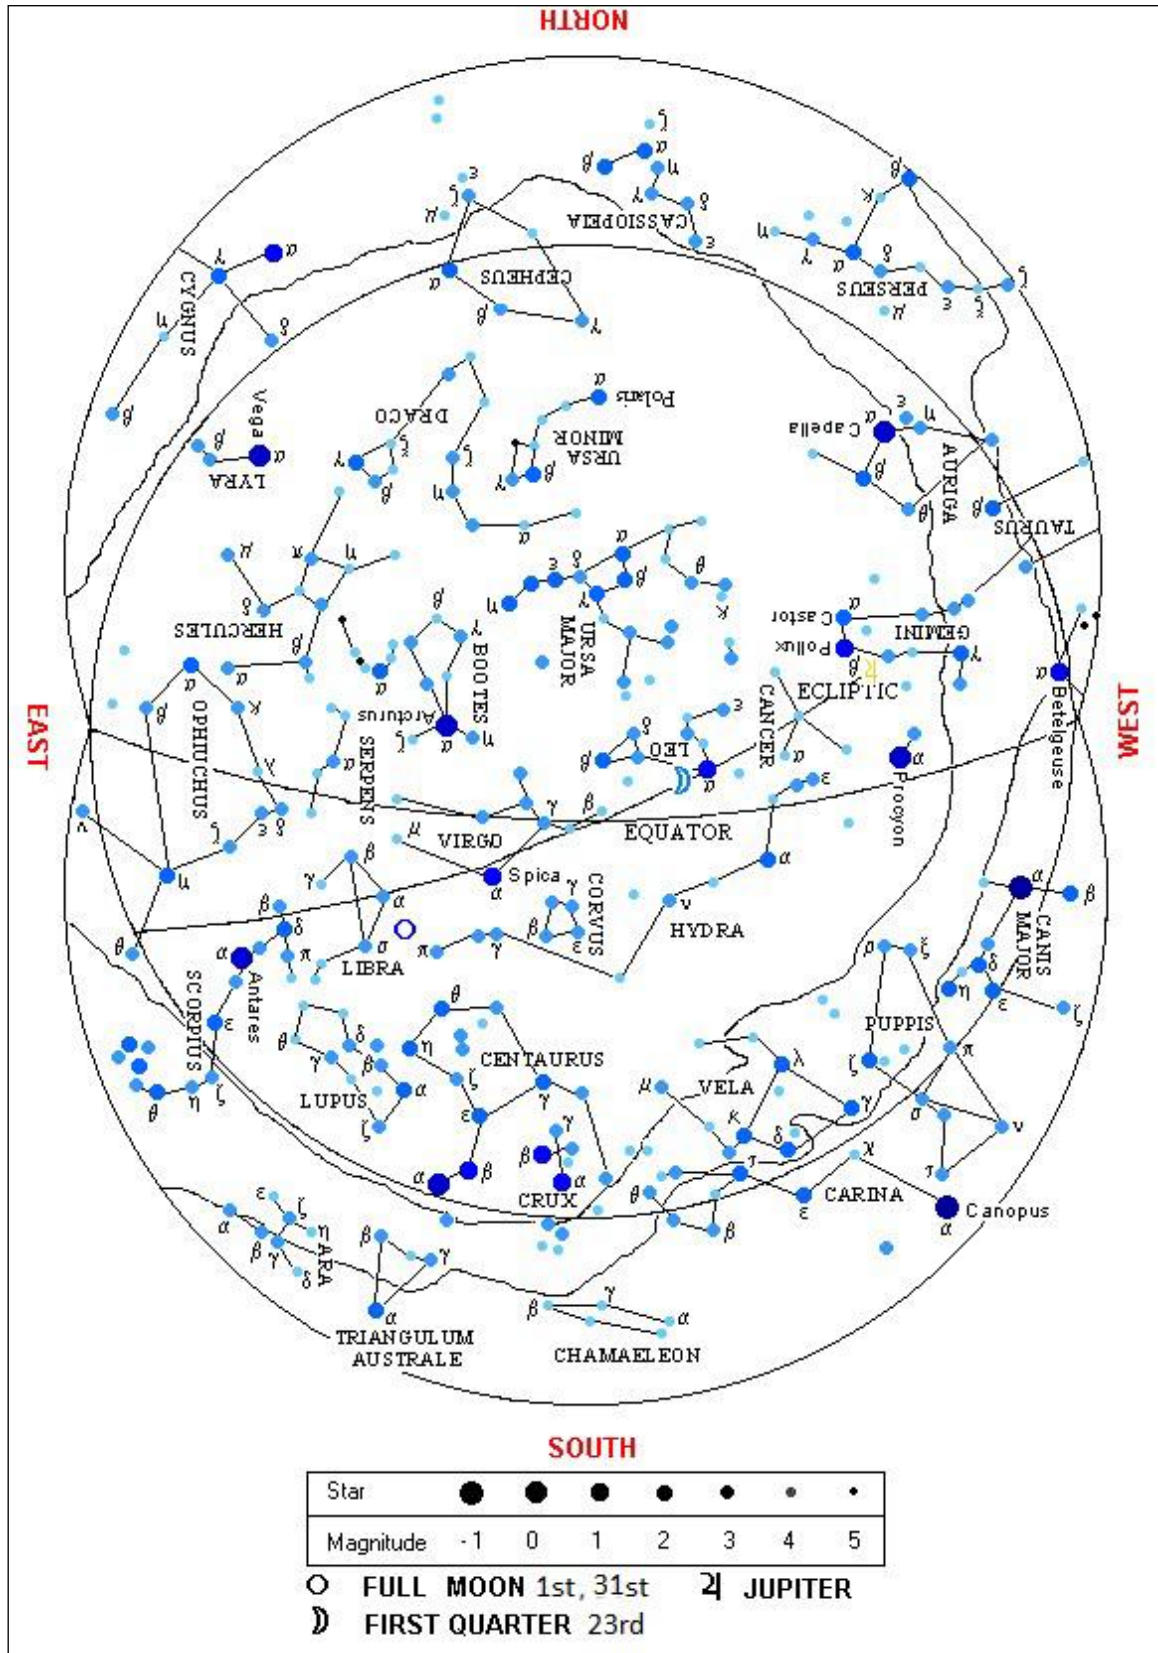 NORTH
ζ
β α
η
γ δ
CASSIOPEIA
ε
ε
ζ
μ
CEPHEUS
α
β
γ
β
κ
η
γ
α
δ
PERSEUS
ε
ξ
ζ
μ
α
γ
CYGNUS
η
δ
β
Vega
β
α
LYRA
DRACO
ξ
γ
β
ζ
η
α
α
Polaris
URSA
MINOR
β
ε
η
α
Capella
β
θ
AURIGA
β
TAURUS
μ
π
η
δ
HERCULES
β
α
β
γ
BOOTES
Arcturus
ζ
α
η
α
δ
ε
β
γ
η
URSA
MAJOR
θ
κ
Castor
α
Pollux
β
♃
GEMINI
γ
ECLIPTIC
CANCER
α
α
Betelgeuse
EAST
WEST
α
β
κ
OPHIUCHUS
λ
ν
ε δ
ζ
η
θ
SERPENS
α
δ
ε
LEO
β
α
α
Procyon
μ
VIRGO
γ
β
EQUATOR
ε
α
Spica
α
β
γ
α
σ
LIBRA
CORVUS
γ
β
ε
π
γ
ν
HYDRA
α
β
CANIS
MAJOR
δ
η
ε
ζ
β
δ
α
π
Antares
SCORPIUS
ε
ζ
η
θ
θ
δ
γ
β
LUPUS
α
ζ
θ
η
CENTAURUS
ζ
ε
γ
α
β
β
α
CRUX
ρ
ζ
PUPPIS
ζ
π
σ
ν
τ
λ
μ
VELA
γ
κ
δ
τ
χ
θ
CARINA
ε
β
Canopus
α
ε
ζ
α
η
β γ
δ
ARA
β
γ
α
TRIANGULUM
AUSTRALE
γ
β
α
CHAMAELEON
SOUTH
Star
Magnitude -1 0 1 2 3 4 5
FULL MOON 1st, 31st ♃ JUPITER
FIRST QUARTER 23rd